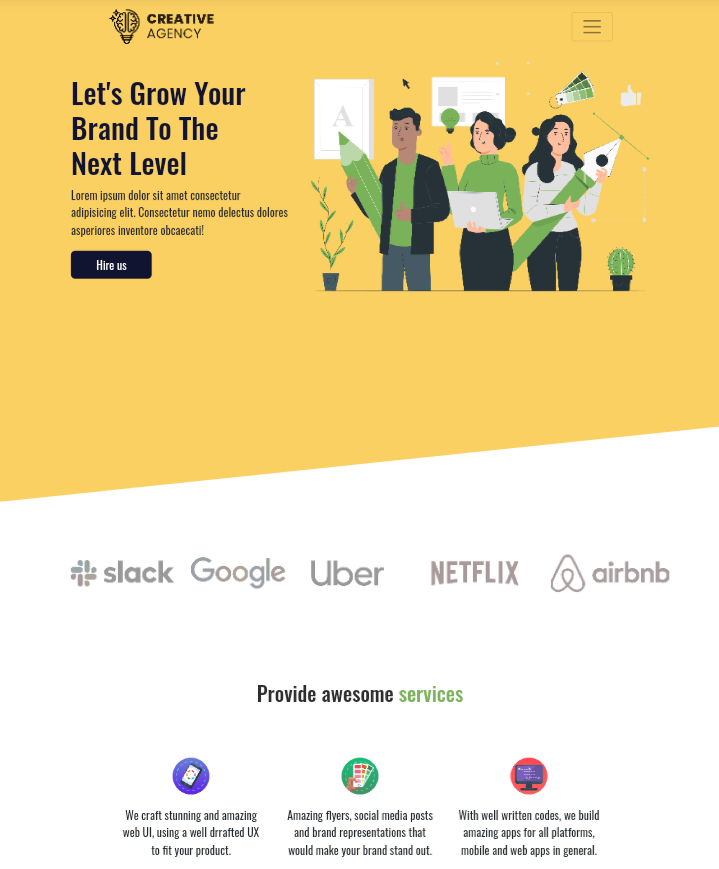 CREATIVE
AGENCY
Let's Grow Your
Brand To The
Next Level
Lorem ipsum dolor sit amet consectetur
adipisicing elit. Consectetur nemo delectus dolores
asperiores inventore obcaecati!
Hire us
A
slack
Google
Uber
NETFLIX
airbnb
Provide awesome services
We craft stunning and amazing
web UI, using a well drrafted UX
to fit your product.
Amazing flyers, social media posts
and brand representations that
would make your brand stand out.
With well written codes, we build
amazing apps for all platforms,
mobile and web apps in general.